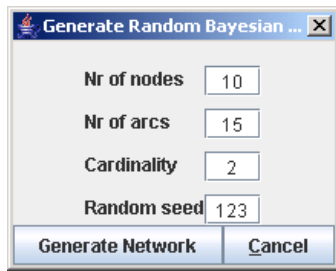 Generate Random Bayesian ...
Nr of nodes 10
Nr of arcs 15
Cardinality 2
Random seed 123
Generate Network Cancel